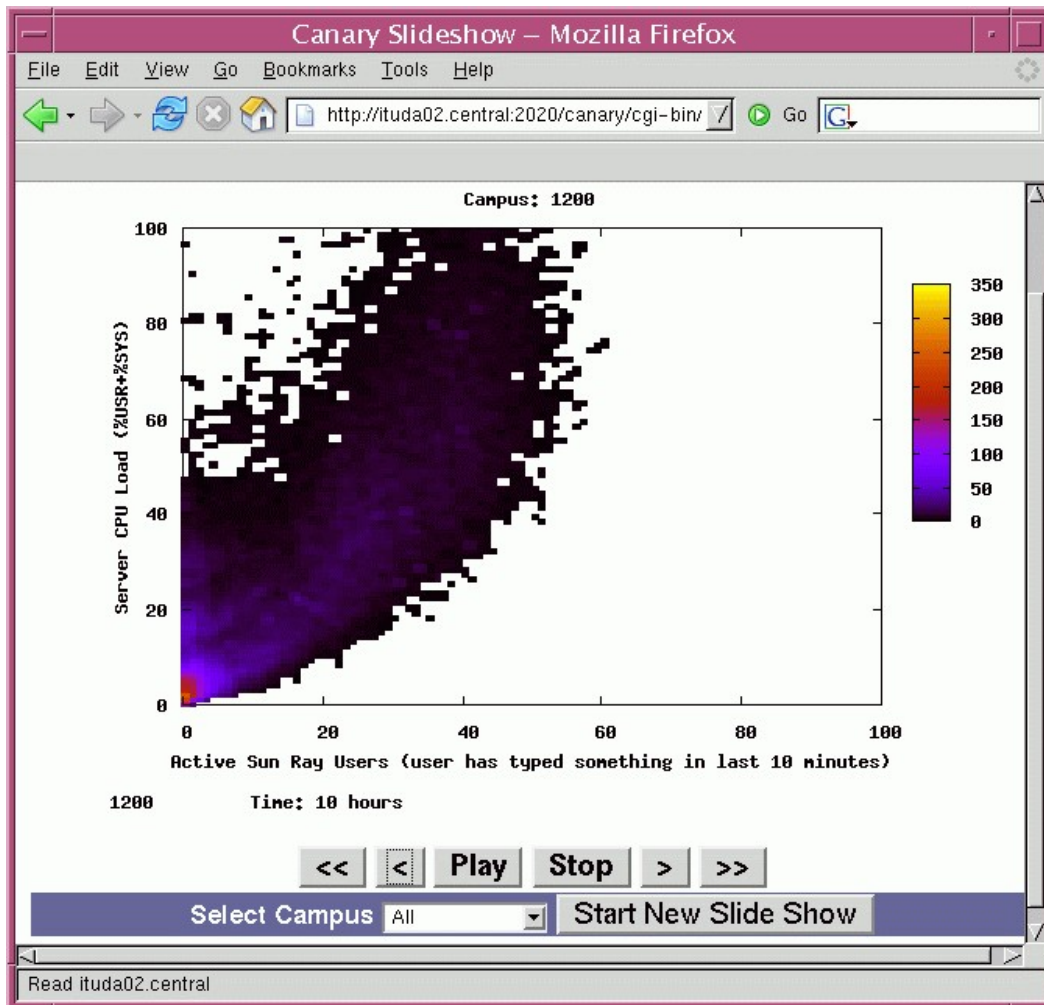 Canary Slideshow – Mozilla Firefox
File Edit View Go Bookmarks Tools Help
http://ituda02.central:2020/canary/cgi-bin/ Go G
Campus: 1200
100
80
60
40
20
0
Server CPU Load (%USR+%SYS)
350
300
250
200
150
100
50
0
0 20 40 60 80 100
Active Sun Ray Users (user has typed something in last 10 minutes)
1200 Time: 10 hours
<< < Play Stop > >>
Select Campus All Start New Slide Show
Read ituda02.central